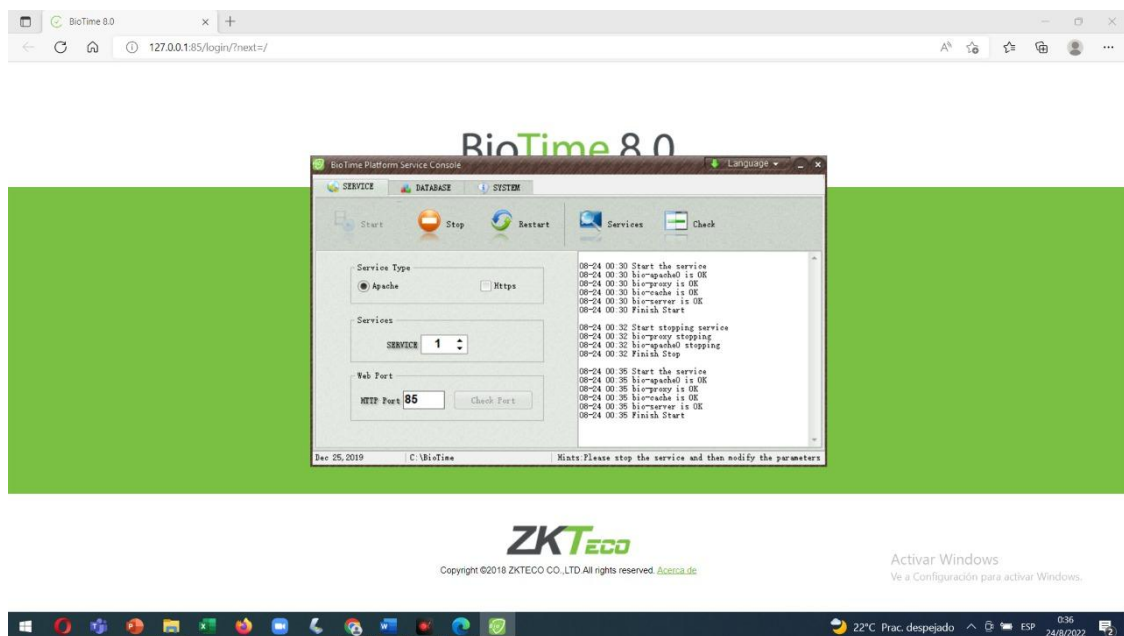 BioTime 8.0
127.0.0.1:85/login/?next=/
BioTime 8.0
BioTime Platform Service Console
Language
SERVICE DATABASE SYSTEM
Start Stop Restart Services Check
Service Type
Apache Https
Services
SERVICE 1
Web Port
HTTP Port 85 Check Port
08-24 00:30 Start the service
08-24 00:30 bio-apache0 is OK
08-24 00:30 bio-proxy is OK
08-24 00:30 bio-cache is OK
08-24 00:30 bio-server is OK
08-24 00:30 Finish Start
08-24 00:32 Start stopping service
08-24 00:32 bio-proxy stopping
08-24 00:32 bio-apache0 stopping
08-24 00:32 Finish Stop
08-24 00:35 Start the service
08-24 00:35 bio-apache0 is OK
08-24 00:35 bio-proxy is OK
08-24 00:35 bio-cache is OK
08-24 00:35 bio-server is OK
08-24 00:35 Finish Start
Dec 25, 2019 C:\BioTime Hints:Please stop the service and then modify the parameters
ZKTECO
Copyright ©2018 ZKTECO CO.,LTD.All rights reserved. Acerca de
Activar Windows
Ve a Configuración para activar Windows.
22°C Prac. despejado ESP 0:36
24/8/2022 2